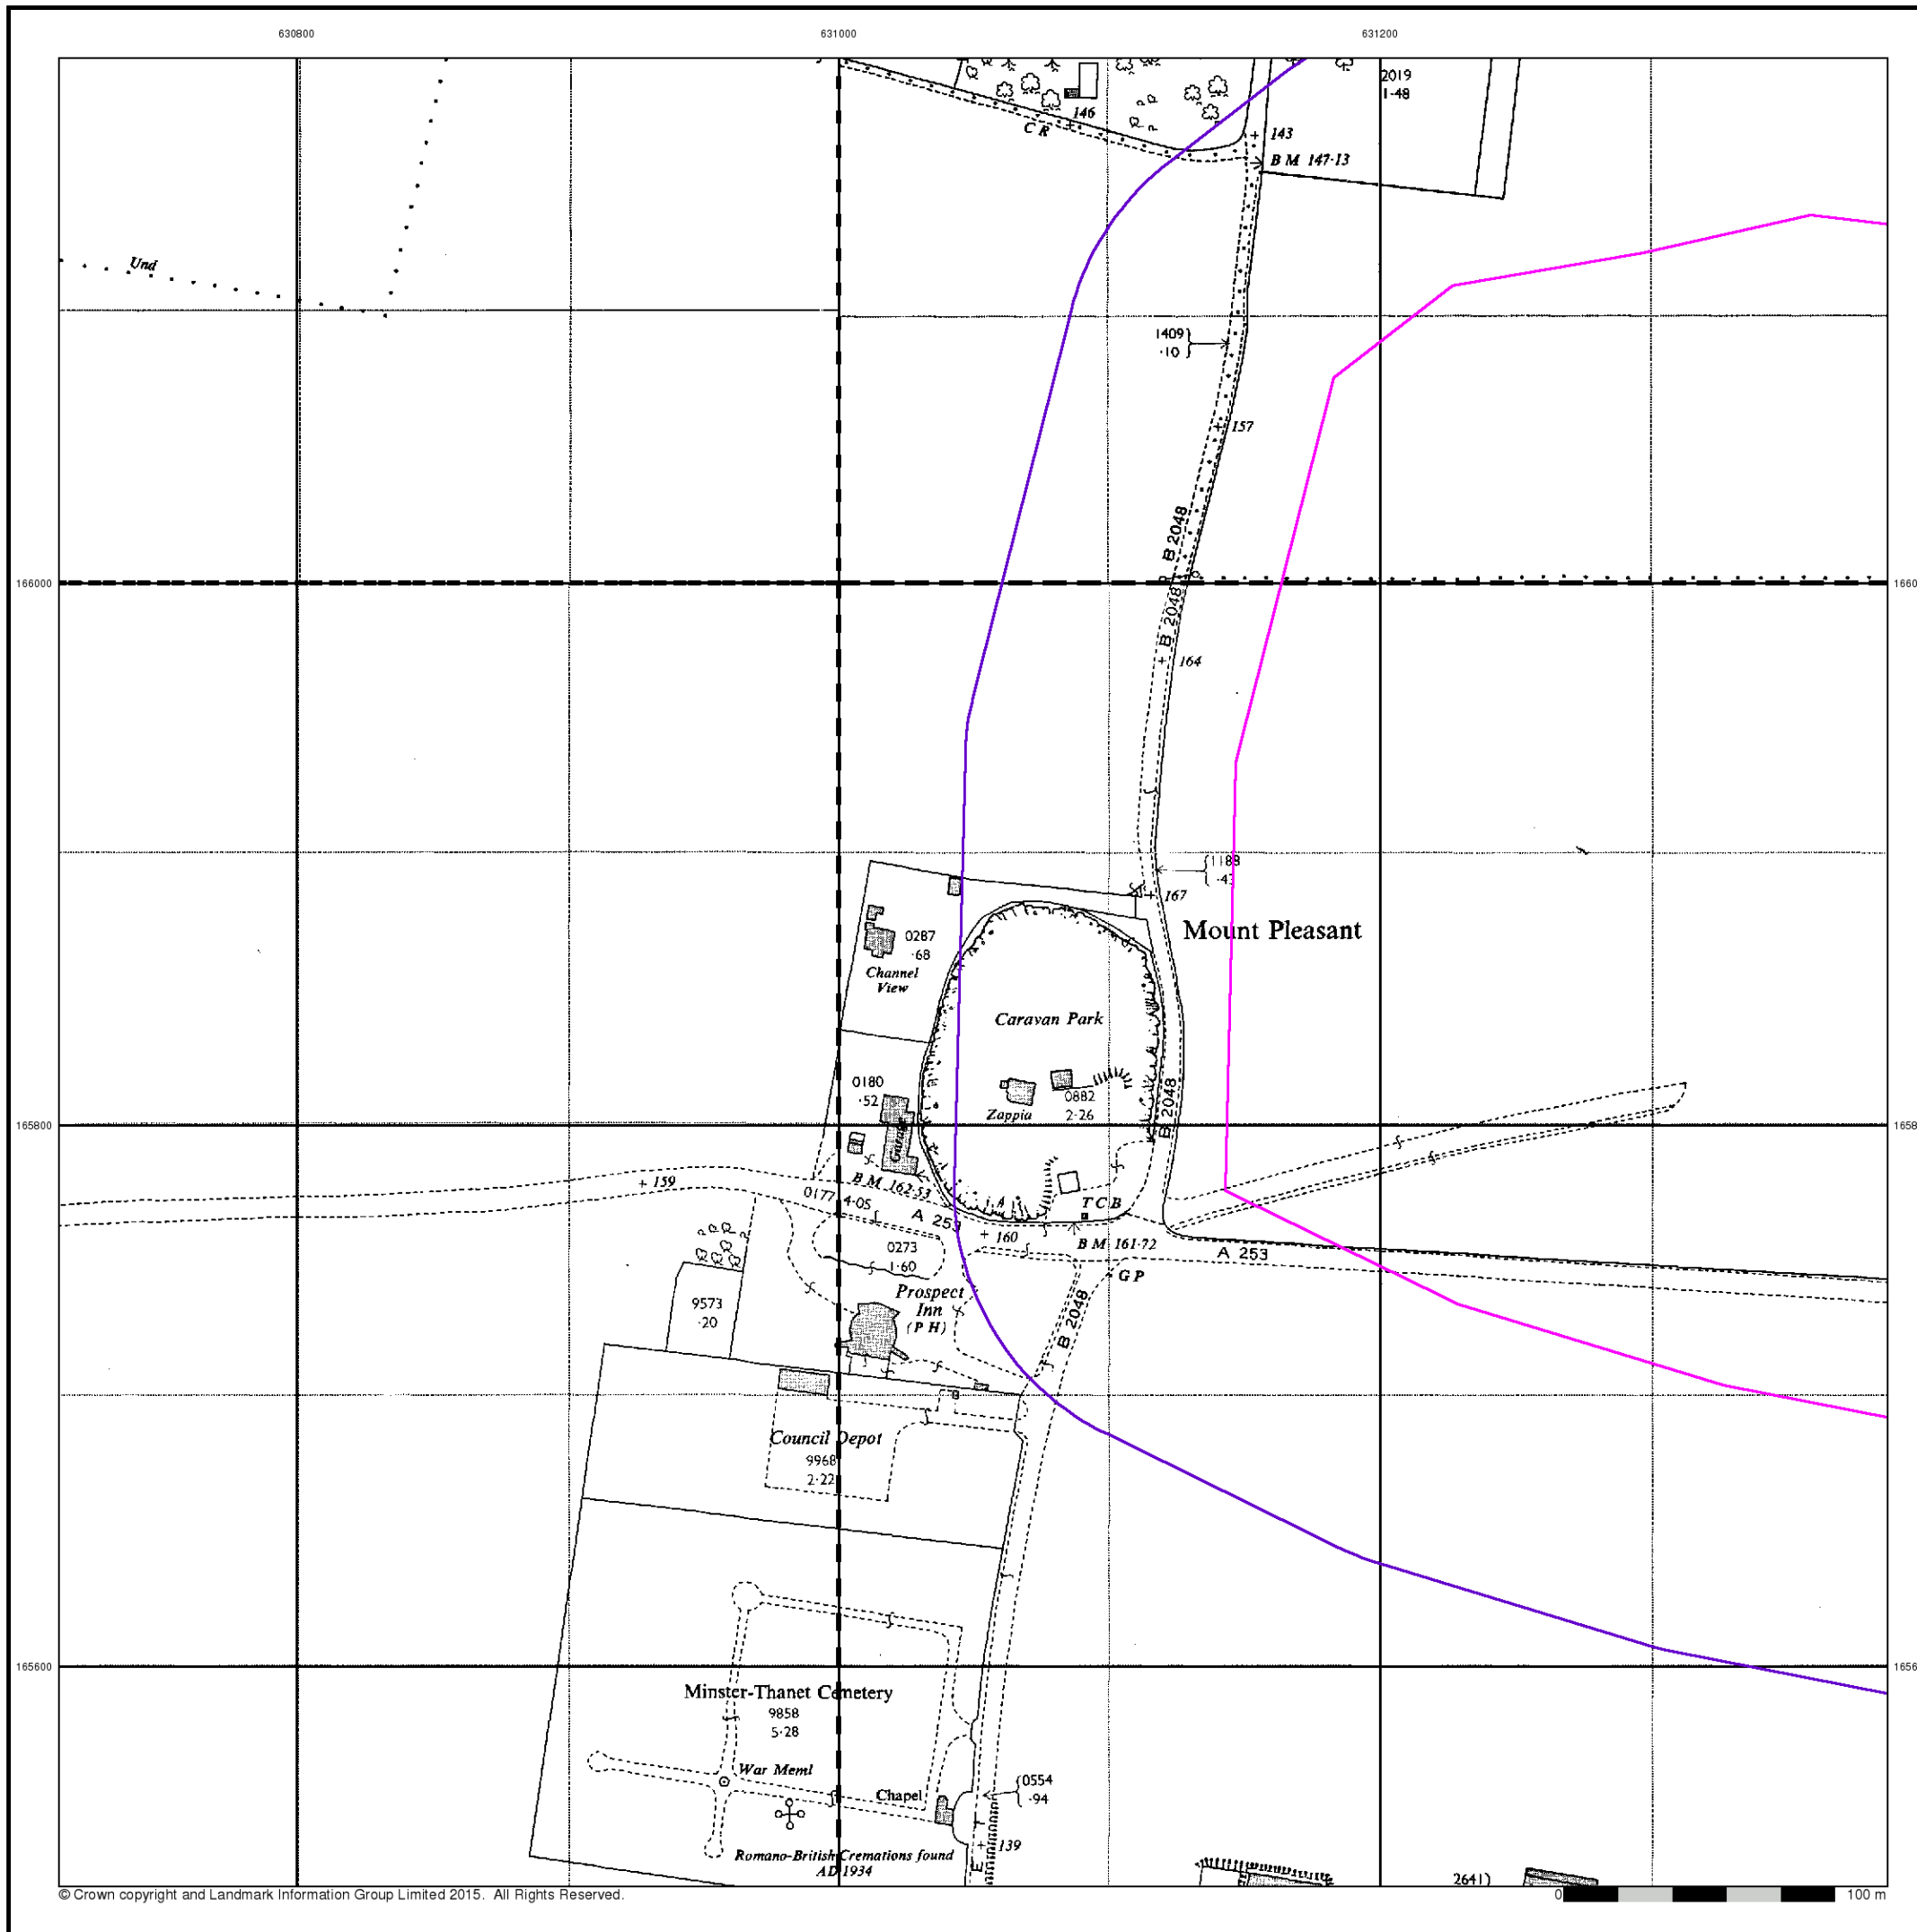 630800
631000
631200
2019
1·48
146
C R
143
B M 147·13
Und
1409
·10
157
B 2048
166000
B 2048
164
1188
167
Mount Pleasant
0287
·68
Channel
View
Caravan Park
0180
·52
Zappia
0882
2·26
B 2048
165800
Garage
B M 162·53
159
0177 4·05
A 253
T C B
160
B M 161·72
A 253
0273
1·60
G P
Prospect
Inn
(P H)
B 2048
9573
·20
Council Depot
9968
2·22
165600
Minster-Thanet Cemetery
9858
5·28
War Meml
Chapel
0554
·94
139
Romano-British Cremations found
AD 1934
2641
© Crown copyright and Landmark Information Group Limited 2015. All Rights Reserved.
0
100 m